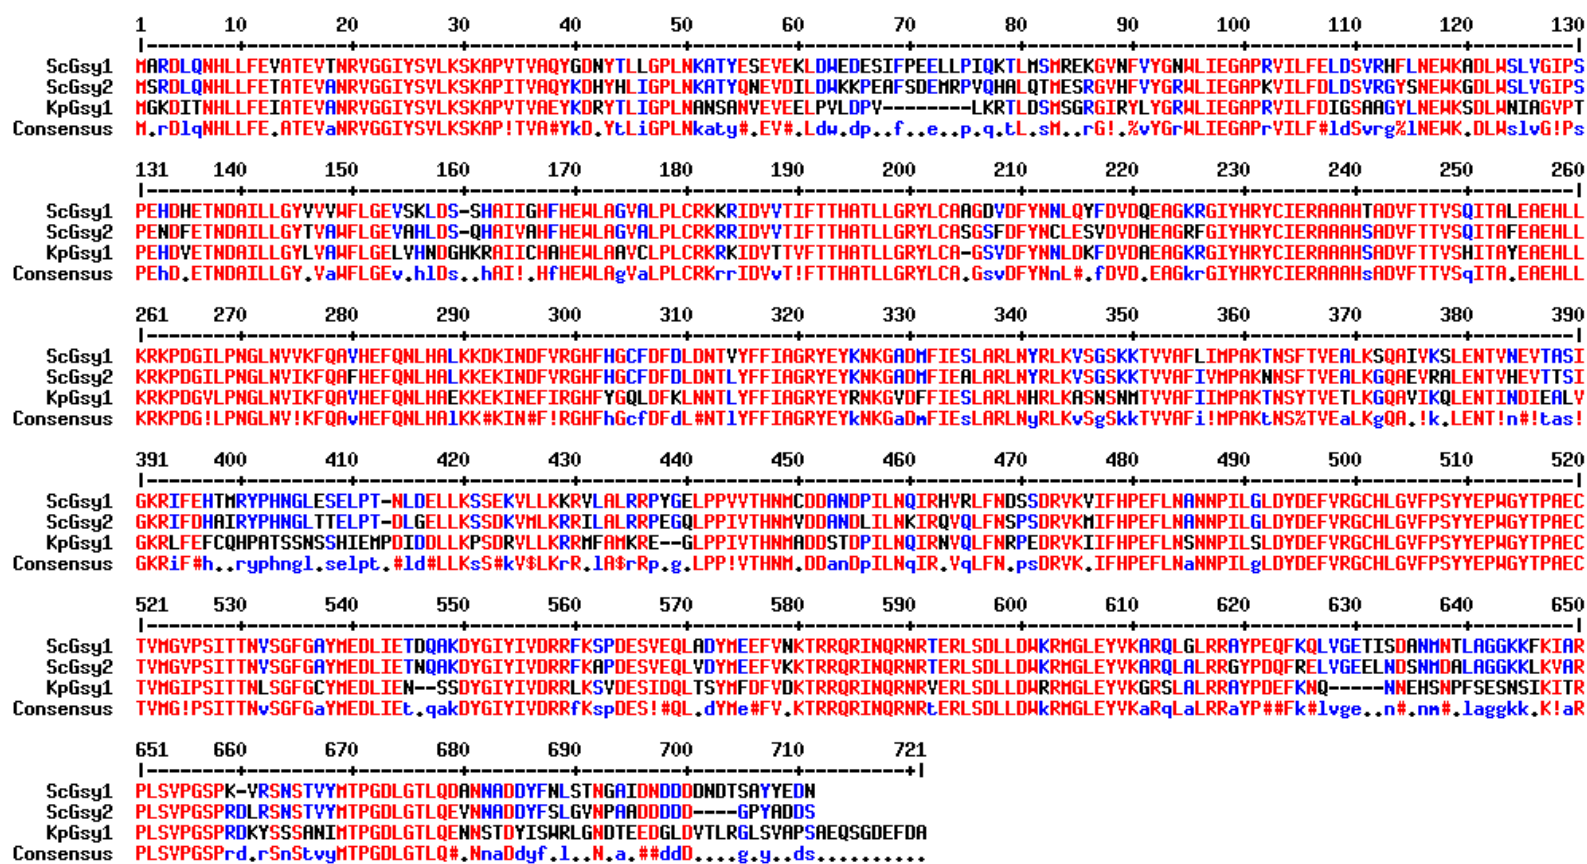 1 10 20 30 40 50 60 70 80 90 100 110 120 130
ScGsy1 MARDLQNHLLFEVATEVTNRVGGIYSVLKSKAPVTVAQYGDNYTLLGPLNKATYESEVEKLDWEDESIFPEELLPIQKTLMSMREKGVNFVYGNWLIEGAPRVILFELDSVRHFLNEWKADLWSLVGIPS
ScGsy2 MSRDLQNHLLFETATEVANRVGGIYSVLKSKAPITVAQYKDHYHLIGPLNKATYQNEVDILDWKKPEAFSDEMRPVQHALQTMESRGVHFVYGRWLIEGAPKVILFDLDSVRGYSNEWKGDLWSLVGIPS
KpGsy1 MGKDITNHLLFEIATEVANRVGGIYSVLKSKAPVTVAEYKDRYTLIGPLNANSANVEVEELPVLDPV--------LKRTLDSMSGRGIRYLYGRWLIEGAPRVILFDIGSAAGYLNEWKSDLWNIAGVPT
Consensus M.rDlqNHLLFE.ATEVaNRVGGIYSVLKSKAP!TVA#YkD.YtLiGPLNkaty#.EV#.Ldw.dp..f..e..p.q.tL.sM..rG!.%vYGrWLIEGAPrVILF#ldSvrg%lNEWK.DLWslvG!Ps
131 140 150 160 170 180 190 200 210 220 230 240 250 260
ScGsy1 PEHDHETNDAILLGYVVVWFLGEVSKLDS-SHAIIGHFHEWLAGVALPLCRKKRIDVVTIFTTHATLLGRYLCAAGDVDFYNNLQYFDVDQEAGKRGIYHRYCIERAAAHTADVFTTVSQITALEAEHLL
ScGsy2 PENDFETNDAILLGYTVAWFLGEVAHLDS-QHAIVAHFHEWLAGVALPLCRKRRIDVVTIFTTHATLLGRYLCASGSFDFYNCLESVDVDHEAGRFGIYHRYCIERAAAHSADVFTTVSQITAFEAEHLL
KpGsy1 PEHDVETNDAILLGYLVAWFLGELVHNDGHKRAIICHAHEWLAAVCLPLCRKRKIDVTTVFTTHATLLGRYLCA-GSVDFYNNLDKFDVDAEAGKRGIYHRYCIERAAAHSADVFTTVSHITAYEAEHLL
Consensus PEhD.ETNDAILLGY.VaWFLGEv.hlDs..hAI!.HfHEWLAgVaLPLCRKrrIDVvT!FTTHATLLGRYLCA.GsvDFYNnL#.fDVD.EAGkrGIYHRYCIERAAAHsADVFTTVSqITA.EAEHLL
261 270 280 290 300 310 320 330 340 350 360 370 380 390
ScGsy1 KRKPDGILPNGLNVVKFQAVHEFQNLHALKKDKINDFVRGHFHGCFDFDLDNTVYFFIAGRYEYKNKGADMFIESLARLNYRLKVSGSKKTVVAFLIMPAKTNSFTVEALKSQAIVKSLENTVNEVTASI
ScGsy2 KRKPDGILPNGLNVIKFQAFHEFQNLHALKKEKINDFVRGHFHGCFDFDLDNTLYFFIAGRYEYKNKGADMFIEALARLNYRLKVSGSKKTVVAFIVMPAKNNSFTVEALKGQAEVRALENTVHEVTTSI
KpGsy1 KRKPDGVLPNGLNVIKFQAVHEFQNLHAEKKEKINEFIRGHFYGQLDFKLNNTLYFFIAGRYEYRNKGVDFFIESLARLNHRLKASNSNMTVVAFIIMPAKTNSYTVETLKGQAVIKQLENTINDIEALV
Consensus KRKPDG!LPNGLNV!KFQAvHEFQNLHAlKK#KIN#F!RGHFhGcfDFdL#NTlYFFIAGRYEYkNKGaDmFIEsLARLNyRLKvSgSkkTVVAFi!MPAKtNS%TVEaLKgQA.!k.LENT!n#!tas!
391 400 410 420 430 440 450 460 470 480 490 500 510 520
ScGsy1 GKRIFEHTMRYPHNGLESELPT-NLDELLKSSEKVLLKKRVLALRRPYGELPPVVTHNMCDDANDPILNQIRHVRLFNDSSDRVKVIFHPEFLNANNPILGLDYDEFVRGCHLGVFPSYYEPWGYTPAEC
ScGsy2 GKRIFDHAIRYPHNGLTTELPT-DLGELLKSSDKVMLKRRILALRRPEGQLPPIVTHNMVDDANDLILNKIRQVQLFNSPSDRVKMIFHPEFLNANNPILGLDYDEFVRGCHLGVFPSYYEPWGYTPAEC
KpGsy1 GKRLFEFCQHPATSSNSSHIEMPDIDDLLKPSDRVLLKRRMFAMKRE--GLPPIVTHNMADDSTDPILNQIRNVQLFNRPEDRVKIIFHPEFLNSNNPILSLDYDEFVRGCHLGVFPSYYEPWGYTPAEC
Consensus GKRiF#h..ryphngl.selpt.#ld#LLKsS#kV$LKrR.lA$rRp.g.LPP!VTHNM.DDanDpILNqIR.VqLFN.psDRVK.IFHPEFLNaNNPILgLDYDEFVRGCHLGVFPSYYEPWGYTPAEC
521 530 540 550 560 570 580 590 600 610 620 630 640 650
ScGsy1 TVMGVPSITTNVSGFGAYMEDLIETDQAKDYGIYIVDRRFKSPDESVEQLADYMEEFVNKTRRQRINQRNRTERLSDLLDWKRMGLEYVKARQLGLRRAYPEQFKQLVGETISDANMNTLAGGKKFKIAR
ScGsy2 TVMGVPSITTNVSGFGAYMEDLIETNQAKDYGIYIVDRRFKAPDESVEQLVDYMEEFVKKTRRQRINQRNRTERLSDLLDWKRMGLEYVKARQLALRRGYPDQFRELVGEELNDSNMDALAGGKKLKVAR
KpGsy1 TVMGIPSITTNLSGFGCYMEDLIEN--SSDYGIYIVDRRLKSVDESIDQLTSYMFDFVDKTRRQRINQRNRVERLSDLLDWRRMGLEYVKGRSLALRRAYPDEFKNQ-----NNEHSNPFSESNSIKITR
Consensus TVMG!PSITTNvSGFGaYMEDLIEt.qakDYGIYIVDRRfKspDES!#QL.dYMe#FV.KTRRQRINQRNRtERLSDLLDWkRMGLEYVKaRqLaLRRaYP##Fk#lvge..n#.nm#.laggkk.K!aR
651 660 670 680 690 700 710 721
ScGsy1 PLSVPGSPK-VRSNSTVYMTPGDLGTLQDANNADDYFNLSTNGAIDNDDDDNDTSAYYEDN
ScGsy2 PLSVPGSPRDLRSNSTVYMTPGDLGTLQEVNNADDYFSLGVNPAADDDDD----GPYADDS
KpGsy1 PLSVPGSPRDKYSSSANIMTPGDLGTLQENNSTDYISWRLGNDTEEDGLDVTLRGLSVAPSAEQSGDEFDA
Consensus PLSVPGSPrd.rSnStvyMTPGDLGTLQ#.NnaDdyf.l..N.a.##ddD....g.y..ds..........